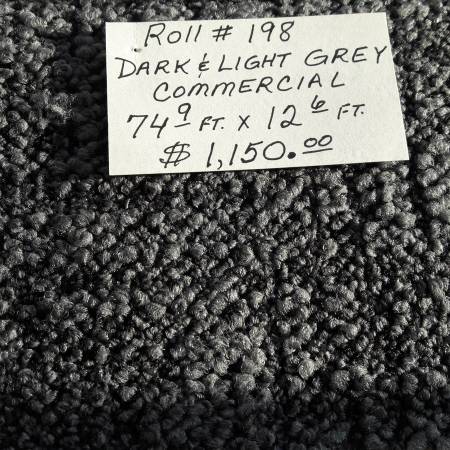 Roll # 198
DARK & LIGHT GREY
COMMERCIAL
74 9 FT. X 12 6 FT.
$ 1,150.00